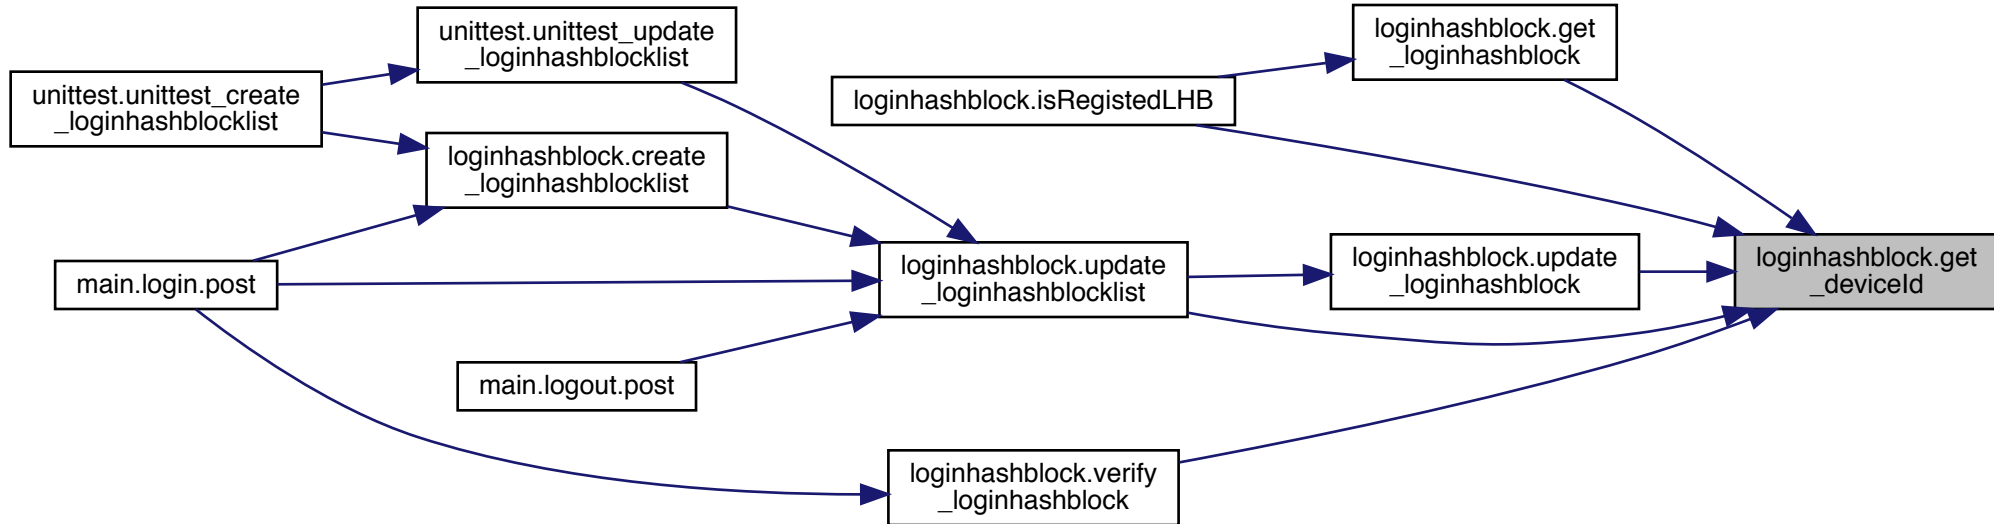 unittest.unittest_update
_loginhashblocklist
unittest.unittest_create
_loginhashblocklist
loginhashblock.create
_loginhashblocklist
main.login.post
main.logout.post
loginhashblock.get
_loginhashblock
loginhashblock.isRegistedLHB
loginhashblock.update
_loginhashblocklist
loginhashblock.update
_loginhashblock
loginhashblock.get
_deviceId
loginhashblock.verify
_loginhashblock